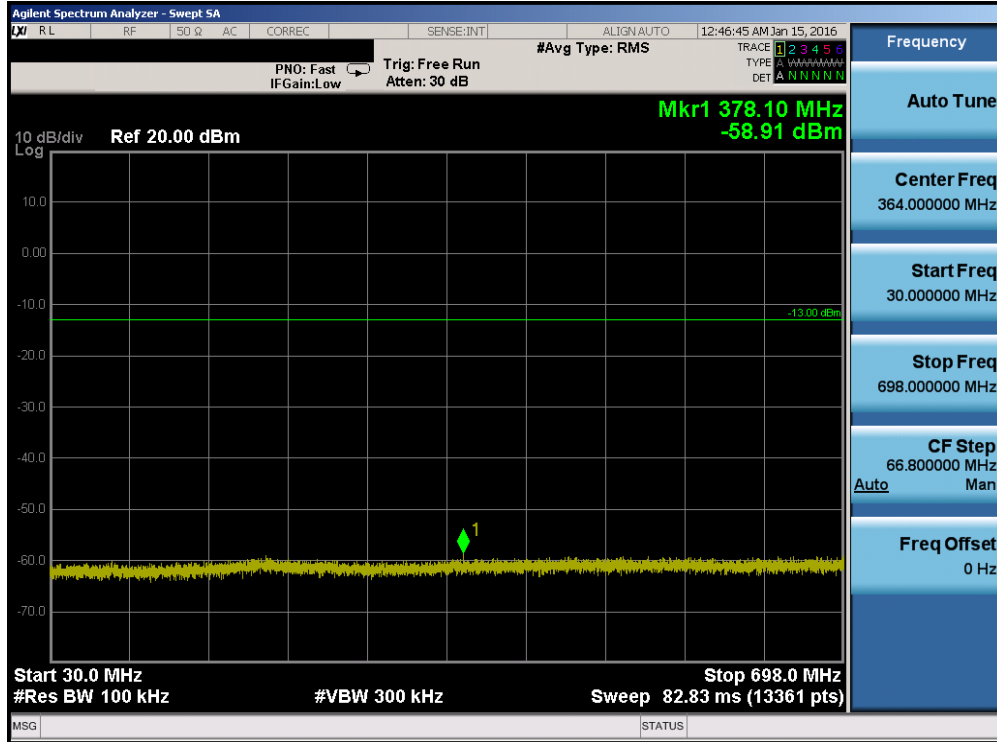 Agilent Spectrum Analyzer - Swept SA
LXI RL RF 50 Ω AC CORREC SENSE:INT ALIGN AUTO 12:46:45 AM Jan 15, 2016
#Avg Type: RMS TRACE 1 2 3 4 5 6
PNO: Fast Trig: Free Run TYPE A
IFGain:Low Atten: 30 dB DET A N N N N N
Mkr1 378.10 MHz
-58.91 dBm
10 dB/div Ref 20.00 dBm
Log
10.0
0.00
-10.0
-13.00 dBm
-20.0
-30.0
-40.0
-50.0
1
-60.0
-70.0
Start 30.0 MHz Stop 698.0 MHz
#Res BW 100 kHz #VBW 300 kHz Sweep 82.83 ms (13361 pts)
MSG STATUS
Frequency
Auto Tune
Center Freq
364.000000 MHz
Start Freq
30.000000 MHz
Stop Freq
698.000000 MHz
CF Step
66.800000 MHz
Auto Man
Freq Offset
0 Hz